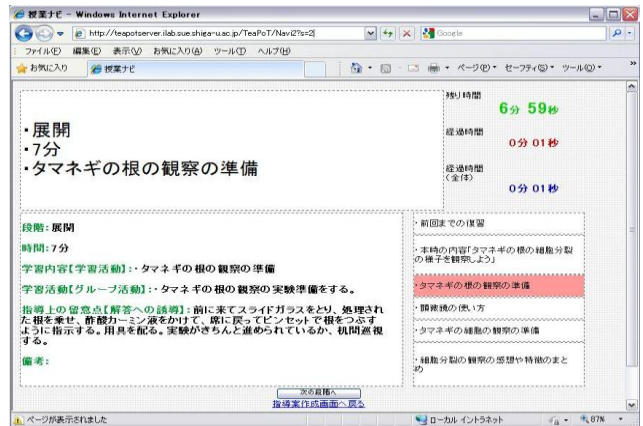 授業ナビ - Windows Internet Explorer
http://teapotserver.ilab.sue.shiga-u.ac.jp/TeaPoT/Navi2?s=2
Google
ファイル(F) 編集(E) 表示(V) お気に入り(A) ツール(T) ヘルプ(H)
お気に入り 授業ナビ ページ(P) セーフティ(S) ツール(O)
・展開
・7分
・タマネギの根の観察の準備
残り時間
6分 59秒
経過時間
0分 01秒
経過時間
(全体)
0分 01秒
段階: 展開
時間: 7分
学習内容【学習活動】: ・タマネギの根の観察の準備
学習活動【グループ活動】: ・タマネギの根の観察の実験準備をする。
指導上の留意点【解答への誘導】: 前に来てスライドガラスをとり、処理され
た根を乗せ、酢酸カーミン液をかけて、席に戻ってピンセットで根をつぶす
ように指示する。用具を配る。実験がきちんと進められているか、机間巡視
する。
備考:
・前回までの復習
・本時の内容「タマネギの根の細胞分裂
の様子を観察しよう」
・タマネギの根の観察の準備
・顕微鏡の使い方
・タマネギの細胞の観察の準備
・細胞分裂の観察の感想や特徴のまと
め
次の段階へ
指導案作成画面へ戻る
ページが表示されました ローカル イントラネット 87%